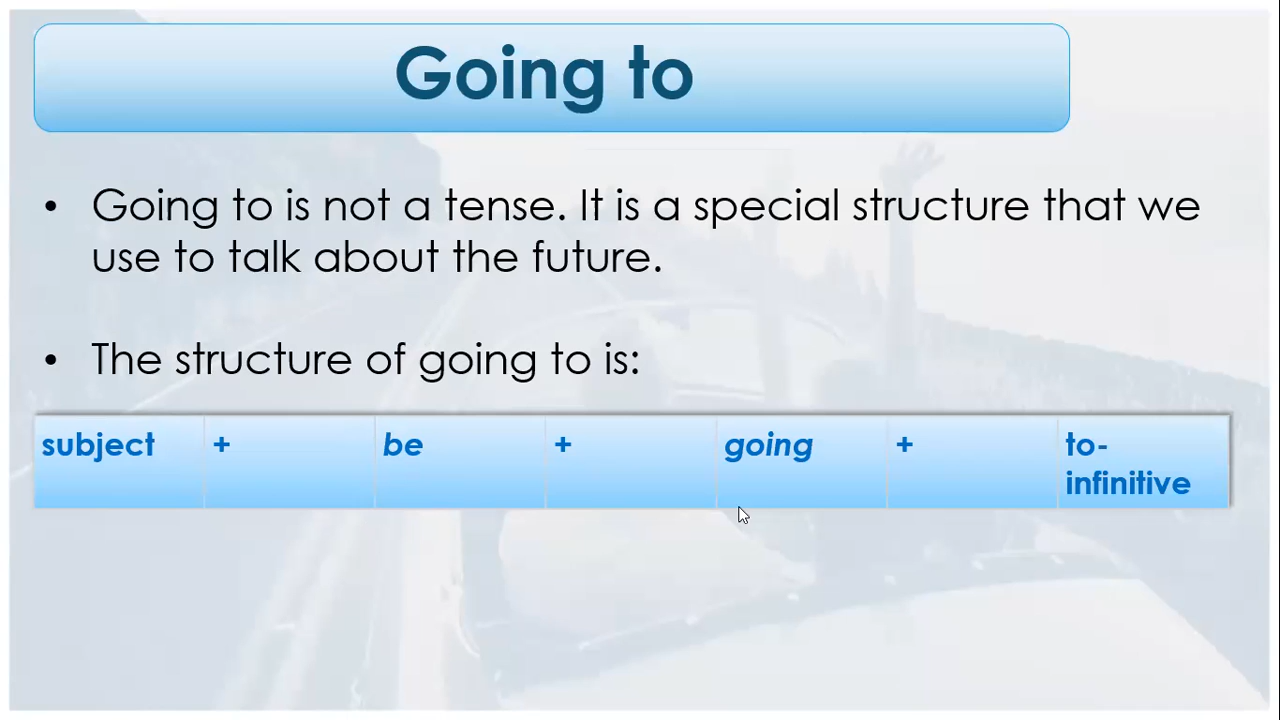 Going to
• Going to is not a tense. It is a special structure that we
use to talk about the future.
• The structure of going to is:
subject + be + going + to-
infinitive